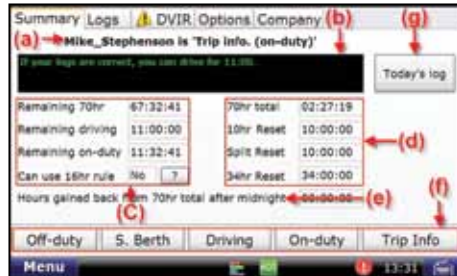 Summary Logs DVIR Options Company (b) (g)
(a) Mike_Stephenson is 'Trip info. (on-duty)'
If your logs are correct, you can drive for 11:00.
Today's log
Remaining 70hr 67:32:41 70hr total 02:27:19
Remaining driving 11:00:00 10hr Reset 10:00:00 (d)
Remaining on-duty 11:32:41 Split Reset 10:00:00
Can use 16hr rule No ? 34hr Reset 34:00:00
(C) (f)
Hours gained back from 70hr total after midnight 00:00:00 (e)
Off-duty S. Berth Driving On-duty Trip Info
Menu 13:31